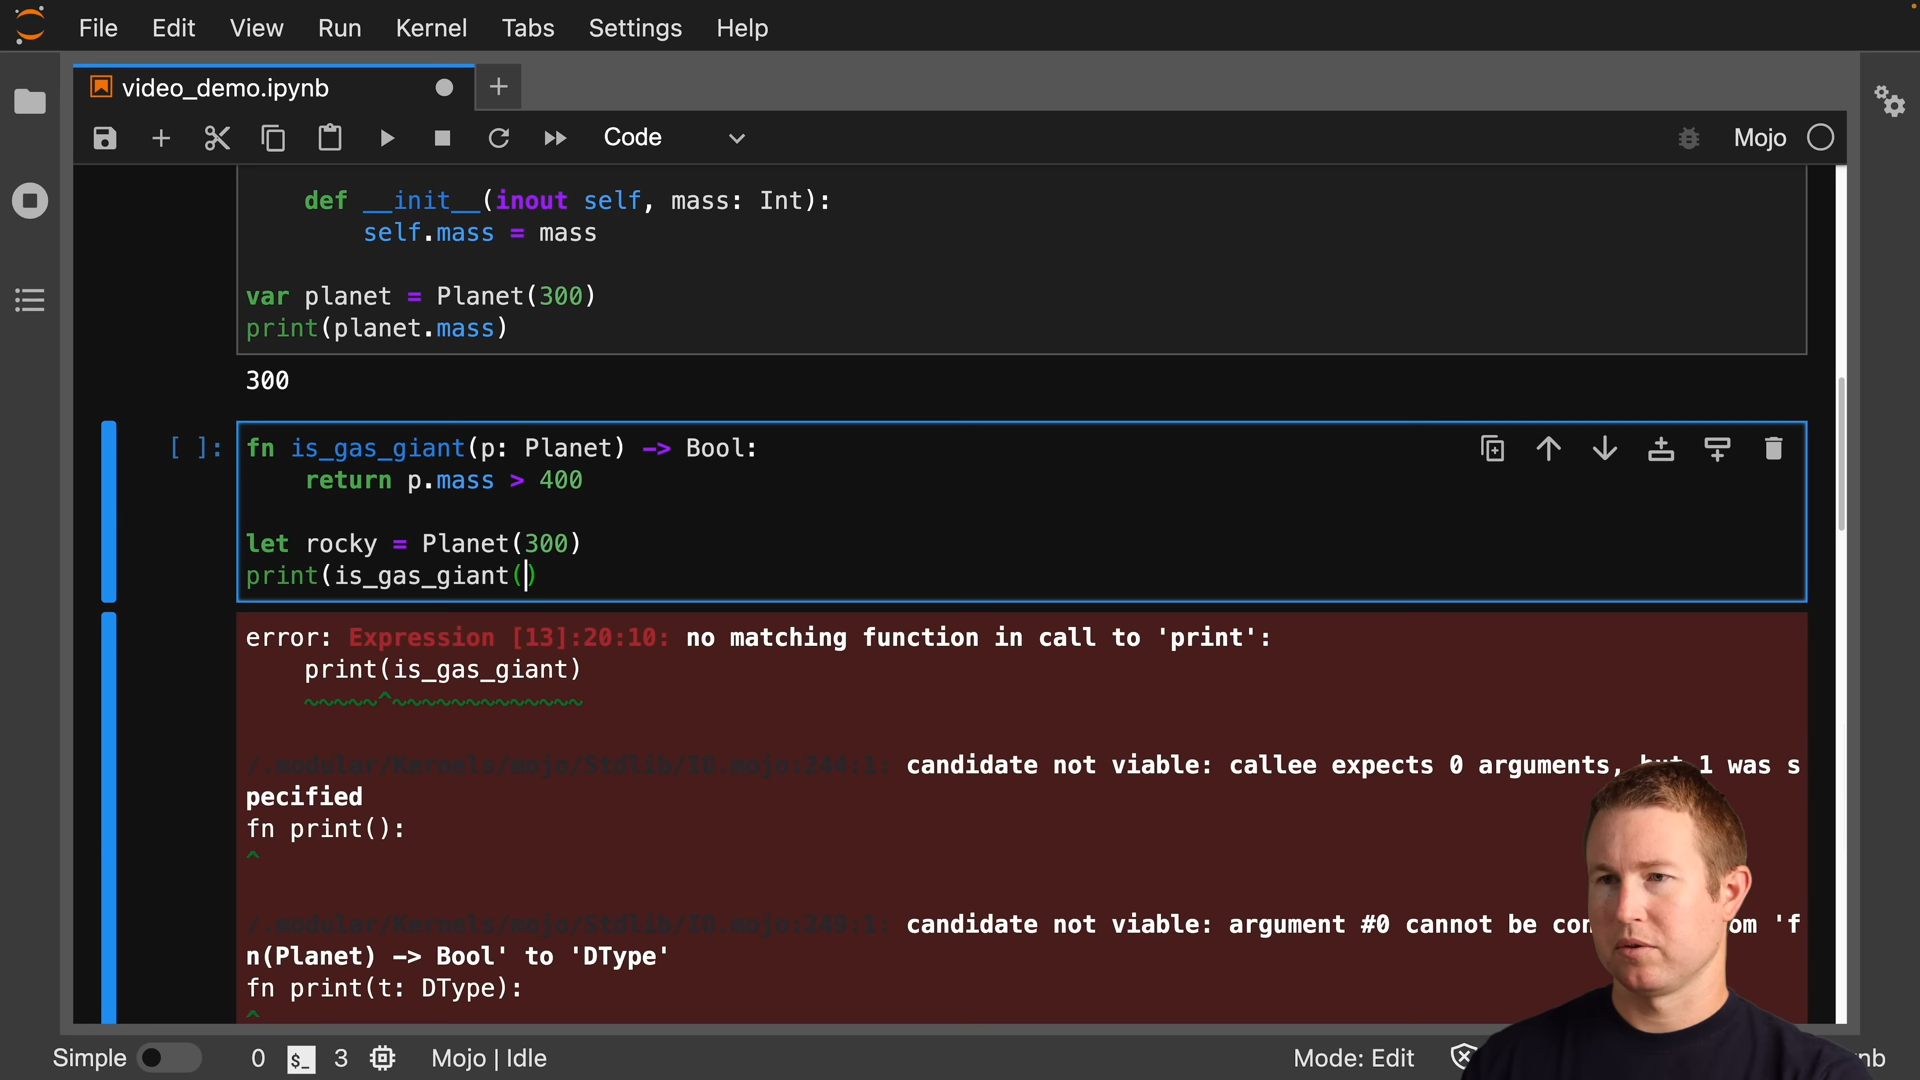 File Edit View Run Kernel Tabs Settings Help
video_demo.ipynb
Code
Mojo
def __init__(inout self, mass: Int):
self.mass = mass
var planet = Planet(300)
print(planet.mass)
300
[ ]:
fn is_gas_giant(p: Planet) -> Bool:
return p.mass > 400
let rocky = Planet(300)
print(is_gas_giant()
error: Expression [13]:20:10: no matching function in call to 'print':
print(is_gas_giant)
~~~~~^~~~~~~~~~~~~~
/.modular/Kernels/mojo/Stdlib/IO.mojo:244:1: candidate not viable: callee expects 0 arguments, but 1 was s
pecified
fn print():
^
/.modular/Kernels/mojo/Stdlib/IO.mojo:249:1: candidate not viable: argument #0 cannot be con om 'f
n(Planet) -> Bool' to 'DType'
fn print(t: DType):
^
Simple 0 $_ 3 Mojo | Idle Mode: Edit nb